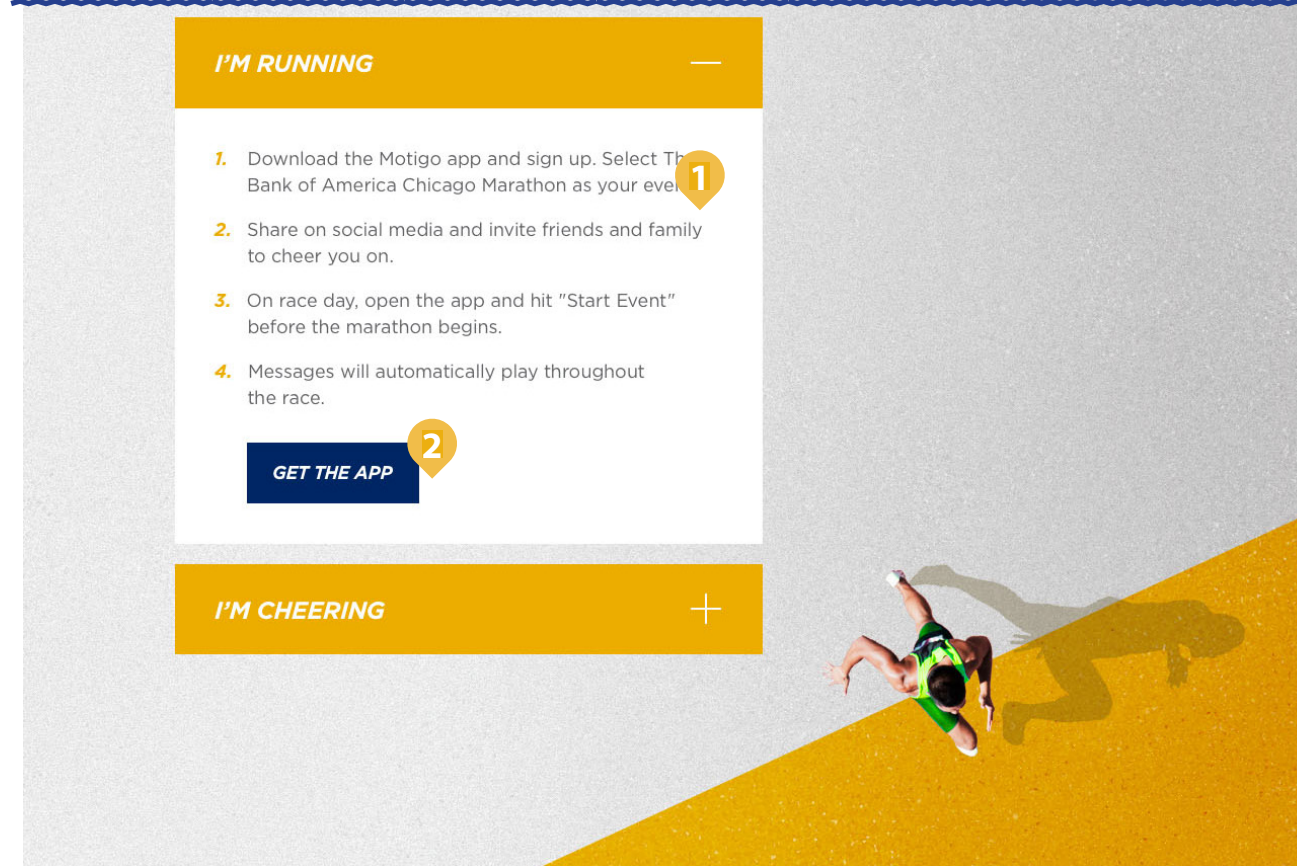 I'M RUNNING
1. Download the Motigo app and sign up. Select
Bank of America Chicago Marathon as your
1
2. Share on social media and invite friends and family
to cheer you on.
3. On race day, open the app and hit "Start Event"
before the marathon begins.
4. Messages will automatically play throughout
the race.
2
GET THE APP
I'M CHEERING